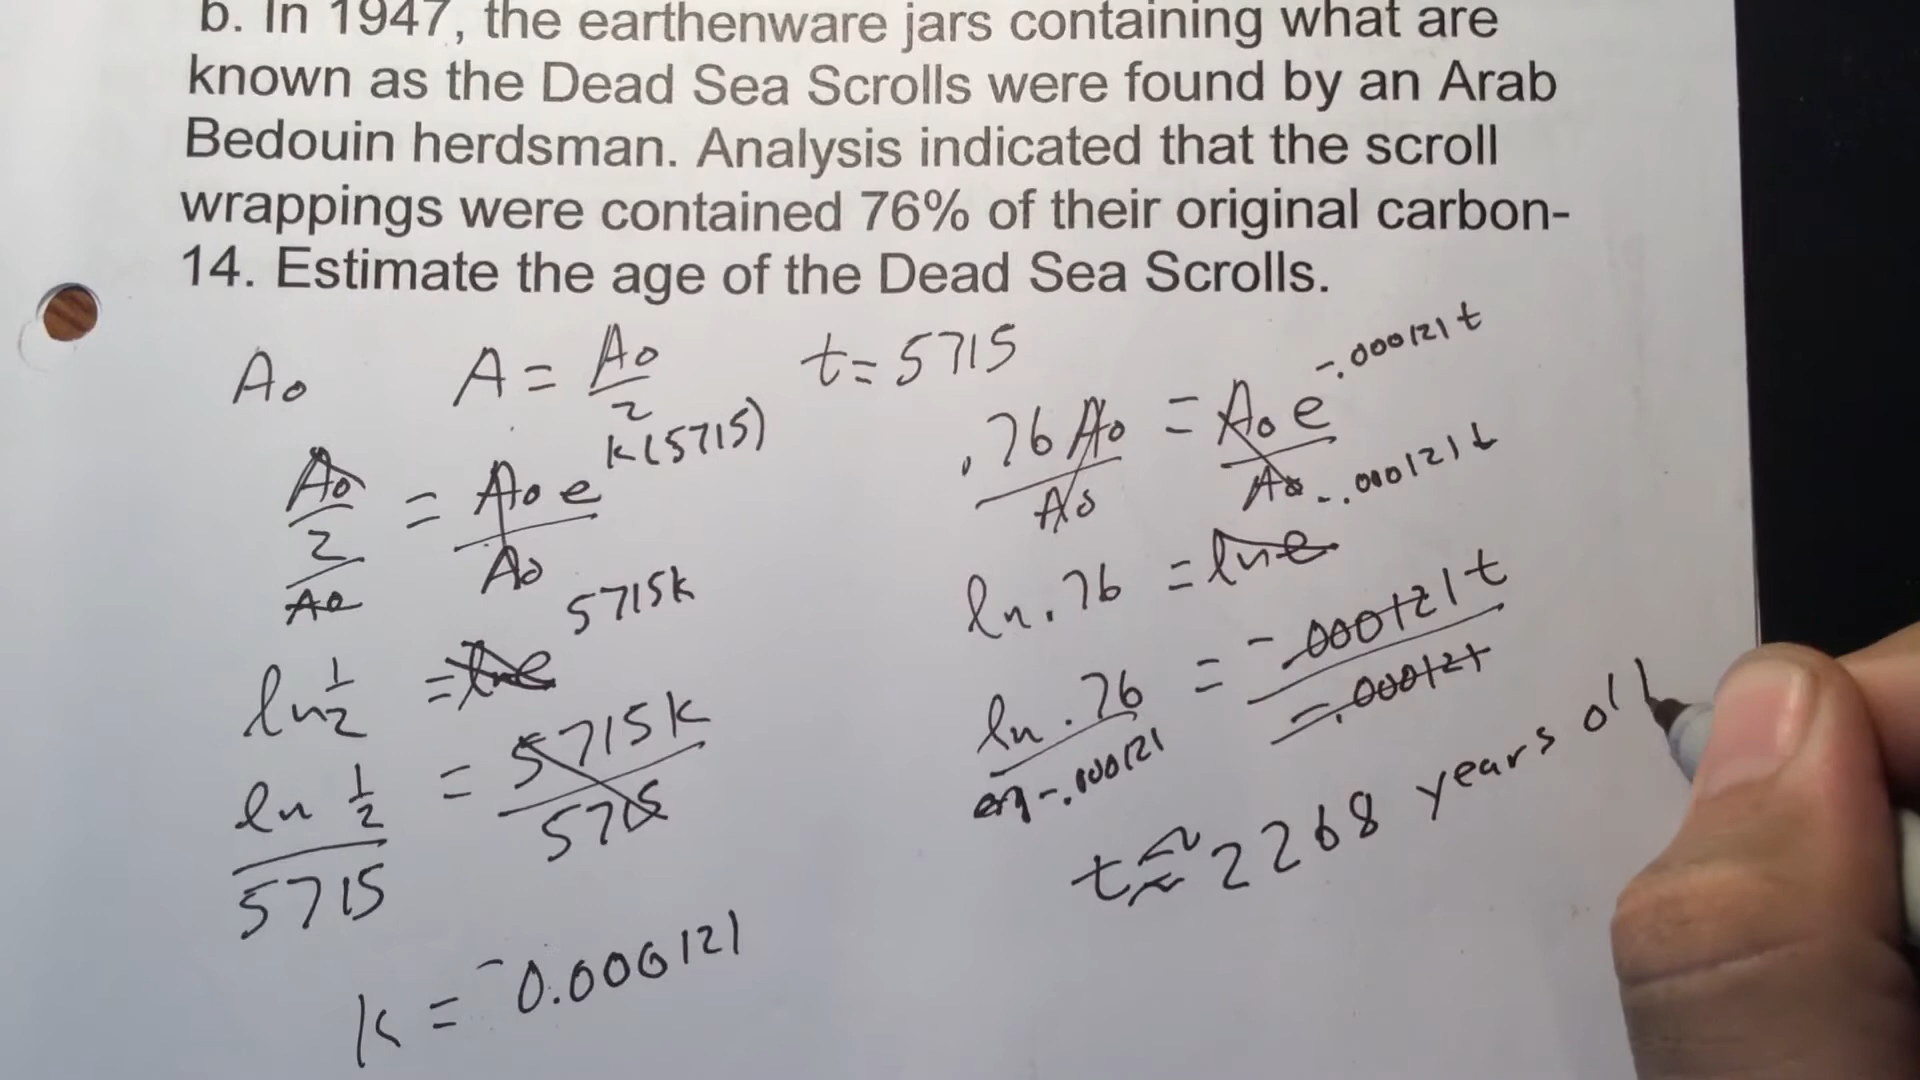 b. In 1947, the earthenware jars containing what are
known as the Dead Sea Scrolls were found by an Arab
Bedouin herdsman. Analysis indicated that the scroll
wrappings were contained 76% of their original carbon-
14. Estimate the age of the Dead Sea Scrolls.
A₀ A = A₀/2 t = 5715
(A₀/2)/A₀ = A₀e^k(5715)/A₀
ln 1/2 = ln e^5715k
ln 1/2 / 5715 = 5715k/5715
k = -0.000121
.76A₀/A₀ = A₀e^-.000121t/A₀
ln .76 = ln e^-.000121t
ln .76/-.000121 = -.000121t/-.000121
t ≈ 2268 years ol